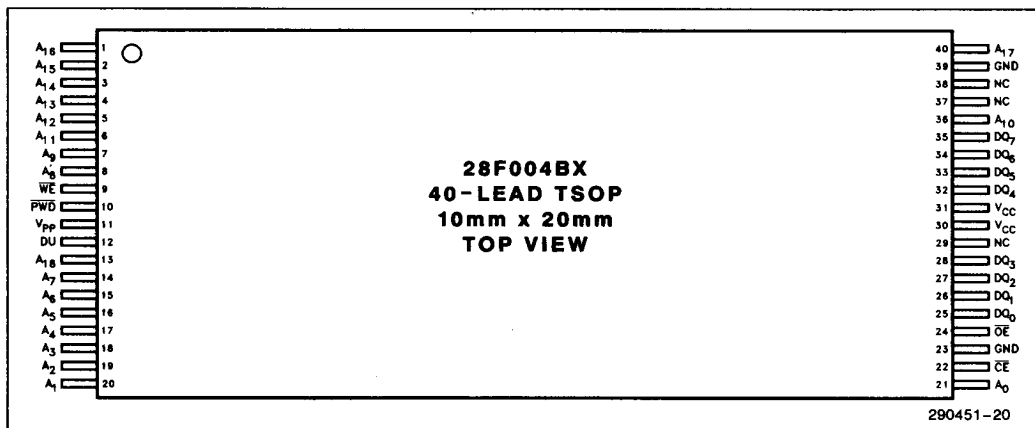 A16 1 40 A17
A15 2 39 GND
A14 3 38 NC
A13 4 37 NC
A12 5 36 A10
A11 6 35 DQ7
A9 7 34 DQ6
A8 8 33 DQ5
WE 9 32 DQ4
PWD 10 31 VCC
VPP 11 30 VCC
DU 12 29 NC
A18 13 28 DQ3
A7 14 27 DQ2
A6 15 26 DQ1
A5 16 25 DQ0
A4 17 24 OE
A3 18 23 GND
A2 19 22 CE
A1 20 21 A0
28F004BX
40-LEAD TSOP
10mm x 20mm
TOP VIEW
290451-20